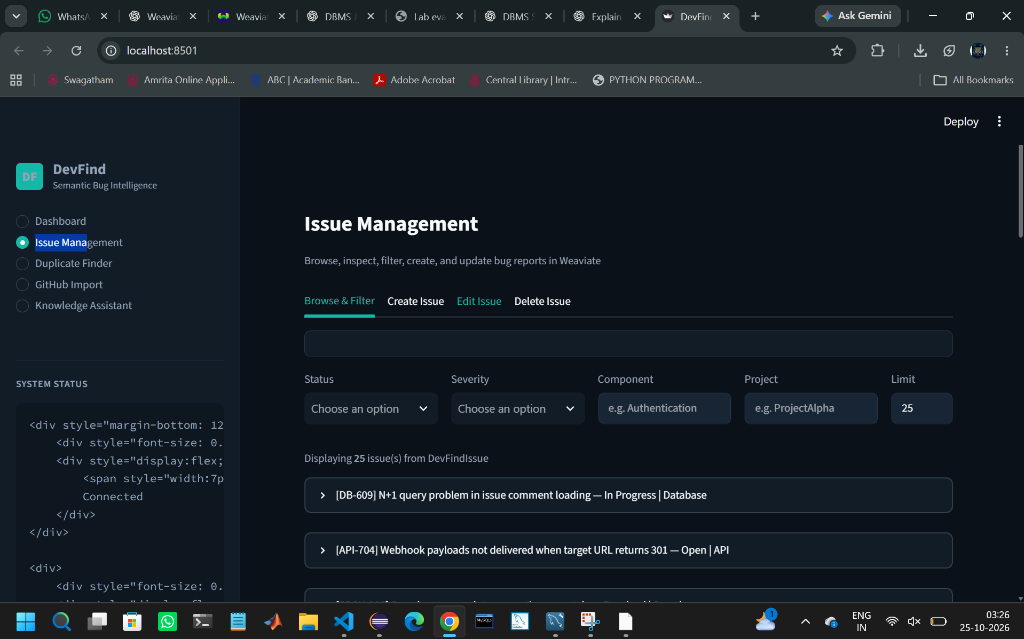 WhatsA
Weaviat
Weaviat
DBMS
Lab eva
DBMS S
Explain
DevFind
Ask Gemini
localhost:8501
Swagatham
Amrita Online Appli...
ABC | Academic Ban...
Adobe Acrobat
Central Library | Intr...
PYTHON PROGRAM...
All Bookmarks
Deploy
DF
DevFind
Semantic Bug Intelligence
Dashboard
Issue Management
Duplicate Finder
GitHub Import
Knowledge Assistant
SYSTEM STATUS
<div style="margin-bottom: 12
<div style="font-size: 0.
<div style="display:flex;
<span style="width:7p
Connected
</div>
</div>
<div>
<div style="font-size: 0.
Issue Management
Browse, inspect, filter, create, and update bug reports in Weaviate
Browse & Filter Create Issue Edit Issue Delete Issue
Status Severity Component Project Limit
Choose an option Choose an option e.g. Authentication e.g. ProjectAlpha 25
Displaying 25 issue(s) from DevFindIssue
[DB-609] N+1 query problem in issue comment loading — In Progress | Database
[API-704] Webhook payloads not delivered when target URL returns 301 — Open | API
1
ENG
IN
03:26
25-10-2026